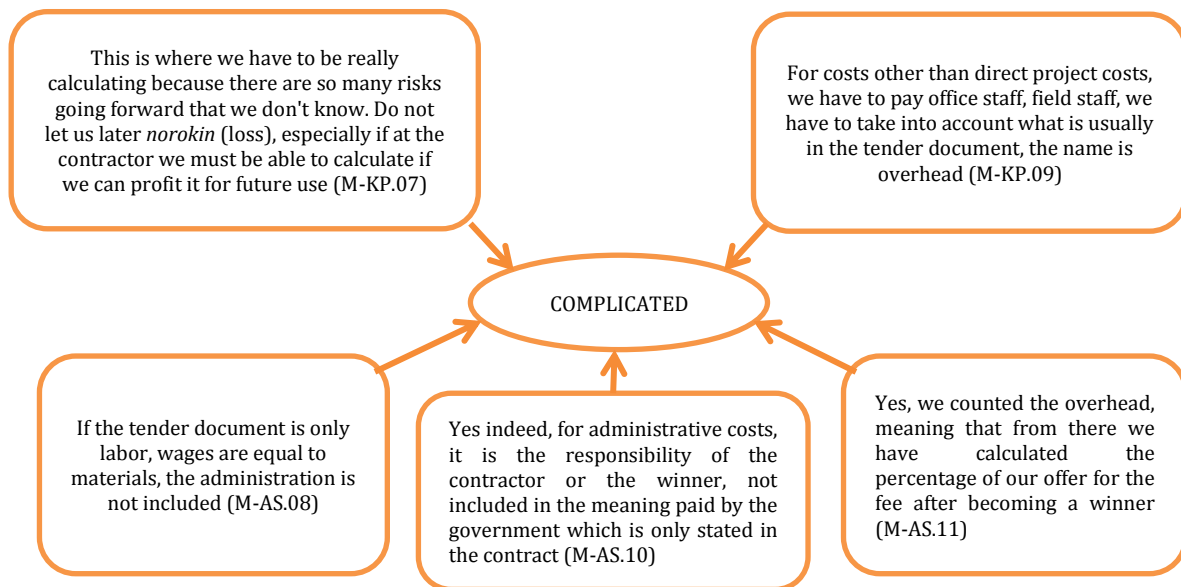 This is where we have to be really
calculating because there are so many risks
going forward that we don't know. Do not
let us later norokin (loss), especially if at the
contractor we must be able to calculate if
we can profit it for future use (M-KP.07)
For costs other than direct project costs,
we have to pay office staff, field staff, we
have to take into account what is usually
in the tender document, the name is
overhead (M-KP.09)
COMPLICATED
If the tender document is only
labor, wages are equal to
materials, the administration is
not included (M-AS.08)
Yes indeed, for administrative costs,
it is the responsibility of the
contractor or the winner, not
included in the meaning paid by the
government which is only stated in
the contract (M-AS.10)
Yes, we counted the overhead,
meaning that from there we
have calculated the
percentage of our offer for the
fee after becoming a winner
(M-AS.11)